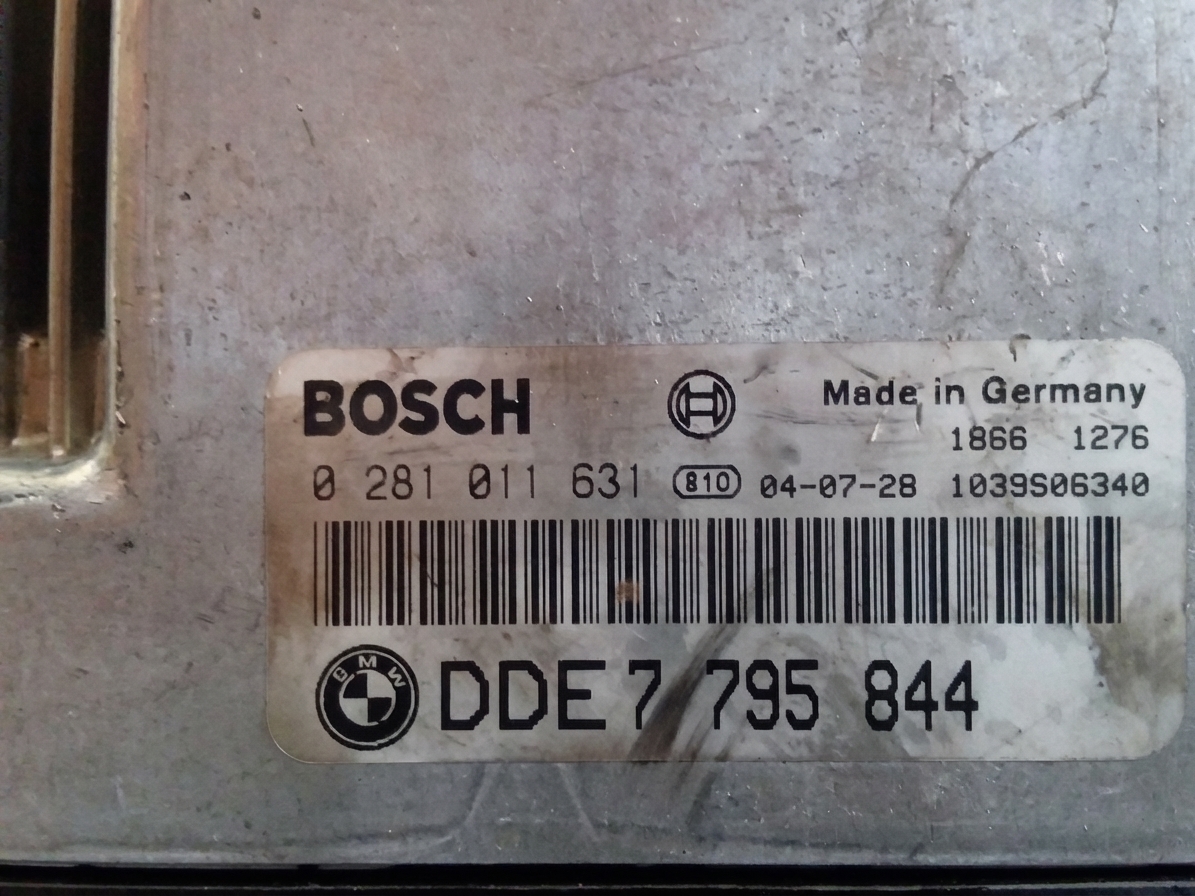 BOSCH Made in Germany
1866 1276
0 281 011 631 810 04-07-28 1039S06340
BMW DDE 7 795 844